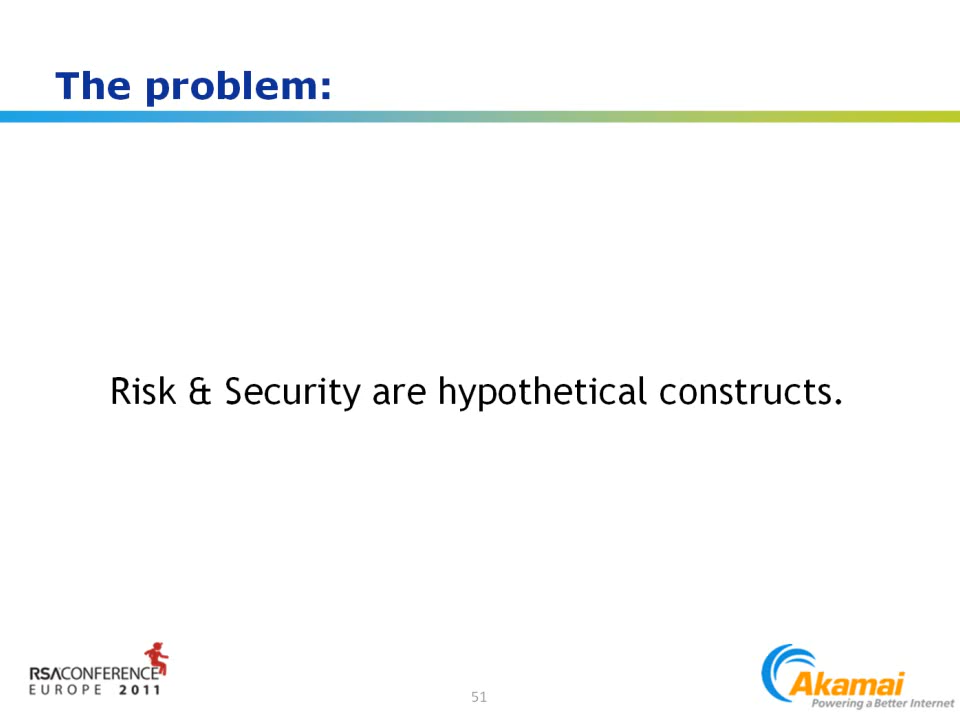 The problem:
Risk & Security are hypothetical constructs.
RSACONFERENCE
EUROPE 2011
51
Akamai
Powering a Better Internet